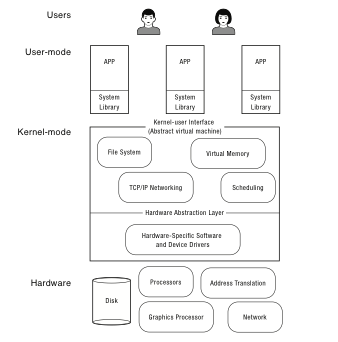 Users
User-mode
APP
APP
APP
System
Library
System
Library
System
Library
Kernel-user Interface
(Abstract virtual machine)
Kernel-mode
File System
Virtual Memory
TCP/IP Networking
Scheduling
Hardware Abstraction Layer
Hardware-Specific Software
and Device Drivers
Hardware
Disk
Processors
Address Translation
Graphics Processor
Network